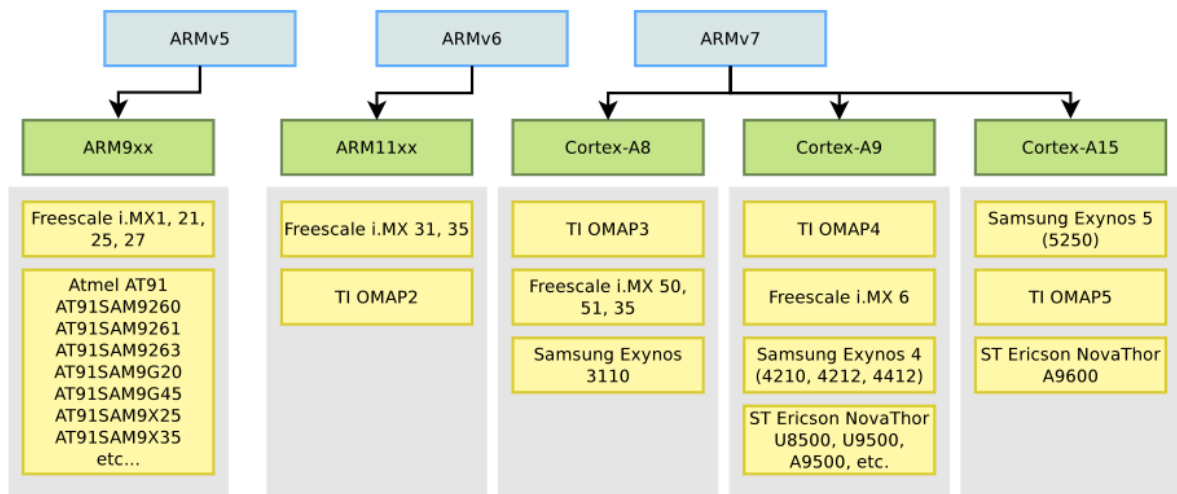 ARMv5
ARMv6
ARMv7
ARM9xx
ARM11xx
Cortex-A8
Cortex-A9
Cortex-A15
Freescale i.MX1, 21,
25, 27
Atmel AT91
AT91SAM9260
AT91SAM9261
AT91SAM9263
AT91SAM9G20
AT91SAM9G45
AT91SAM9X25
AT91SAM9X35
etc...
Freescale i.MX 31, 35
TI OMAP2
TI OMAP3
Freescale i.MX 50,
51, 35
Samsung Exynos
3110
TI OMAP4
Freescale i.MX 6
Samsung Exynos 4
(4210, 4212, 4412)
ST Ericson NovaThor
U8500, U9500,
A9500, etc.
Samsung Exynos 5
(5250)
TI OMAP5
ST Ericson NovaThor
A9600